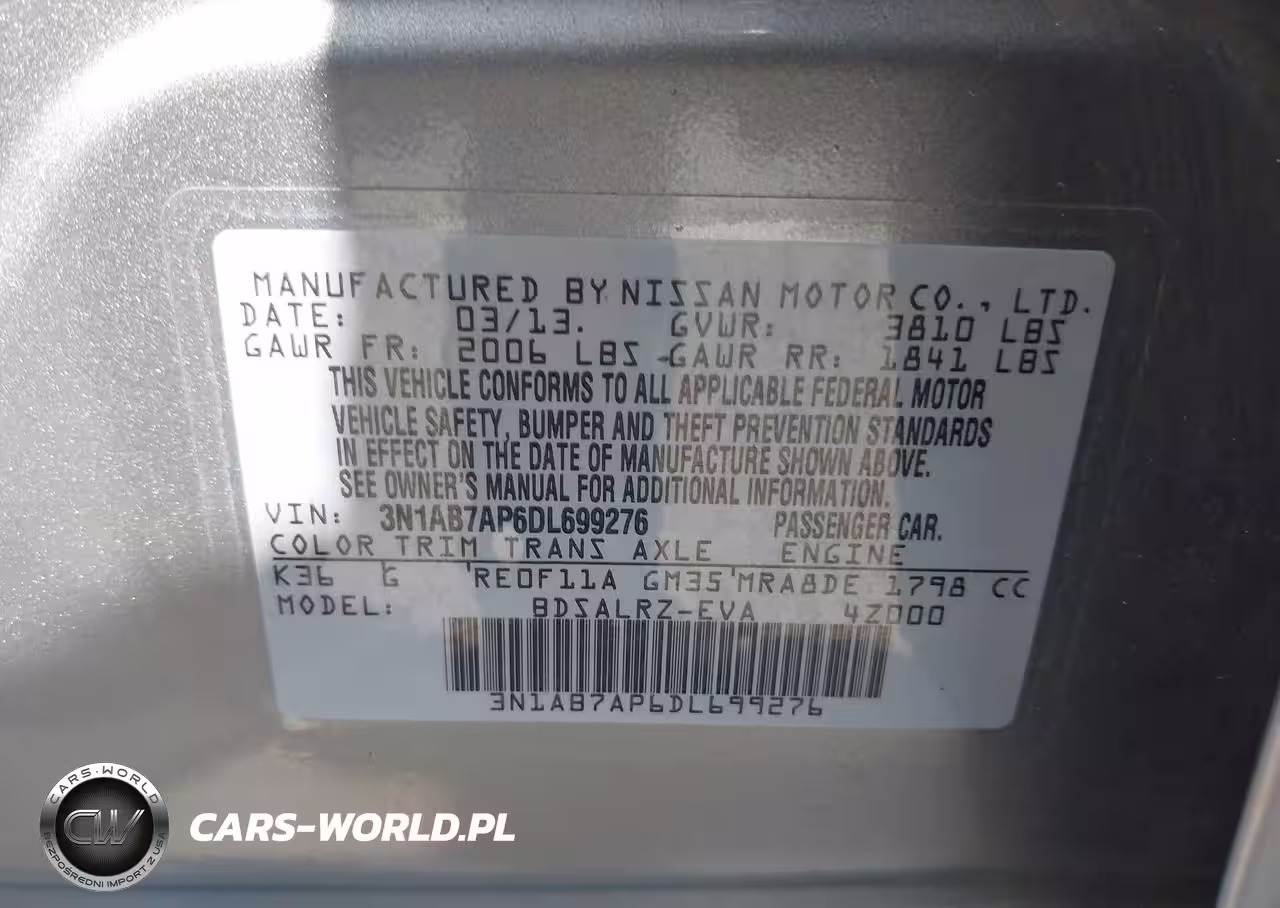 MANUFACTURED BY NISSAN MOTOR CO., LTD.
DATE: 03/13. GVWR: 3810 LBS
GAWR FR: 2006 LBS GAWR RR: 1841 LBS
THIS VEHICLE CONFORMS TO ALL APPLICABLE FEDERAL MOTOR
VEHICLE SAFETY, BUMPER AND THEFT PREVENTION STANDARDS
IN EFFECT ON THE DATE OF MANUFACTURE SHOWN ABOVE.
SEE OWNER'S MANUAL FOR ADDITIONAL INFORMATION.
VIN: 3N1AB7AP6DL699276 PASSENGER CAR.
COLOR TRIM TRANS AXLE ENGINE
K36 G RE0F11A GM35 MRA8DE 1798 CC
MODEL: BDSALRZ-EVA 4Z000
3N1AB7AP6DL699276
CARS-WORLD
CW
BEZPOŚREDNI IMPORT Z USA
CARS-WORLD.PL